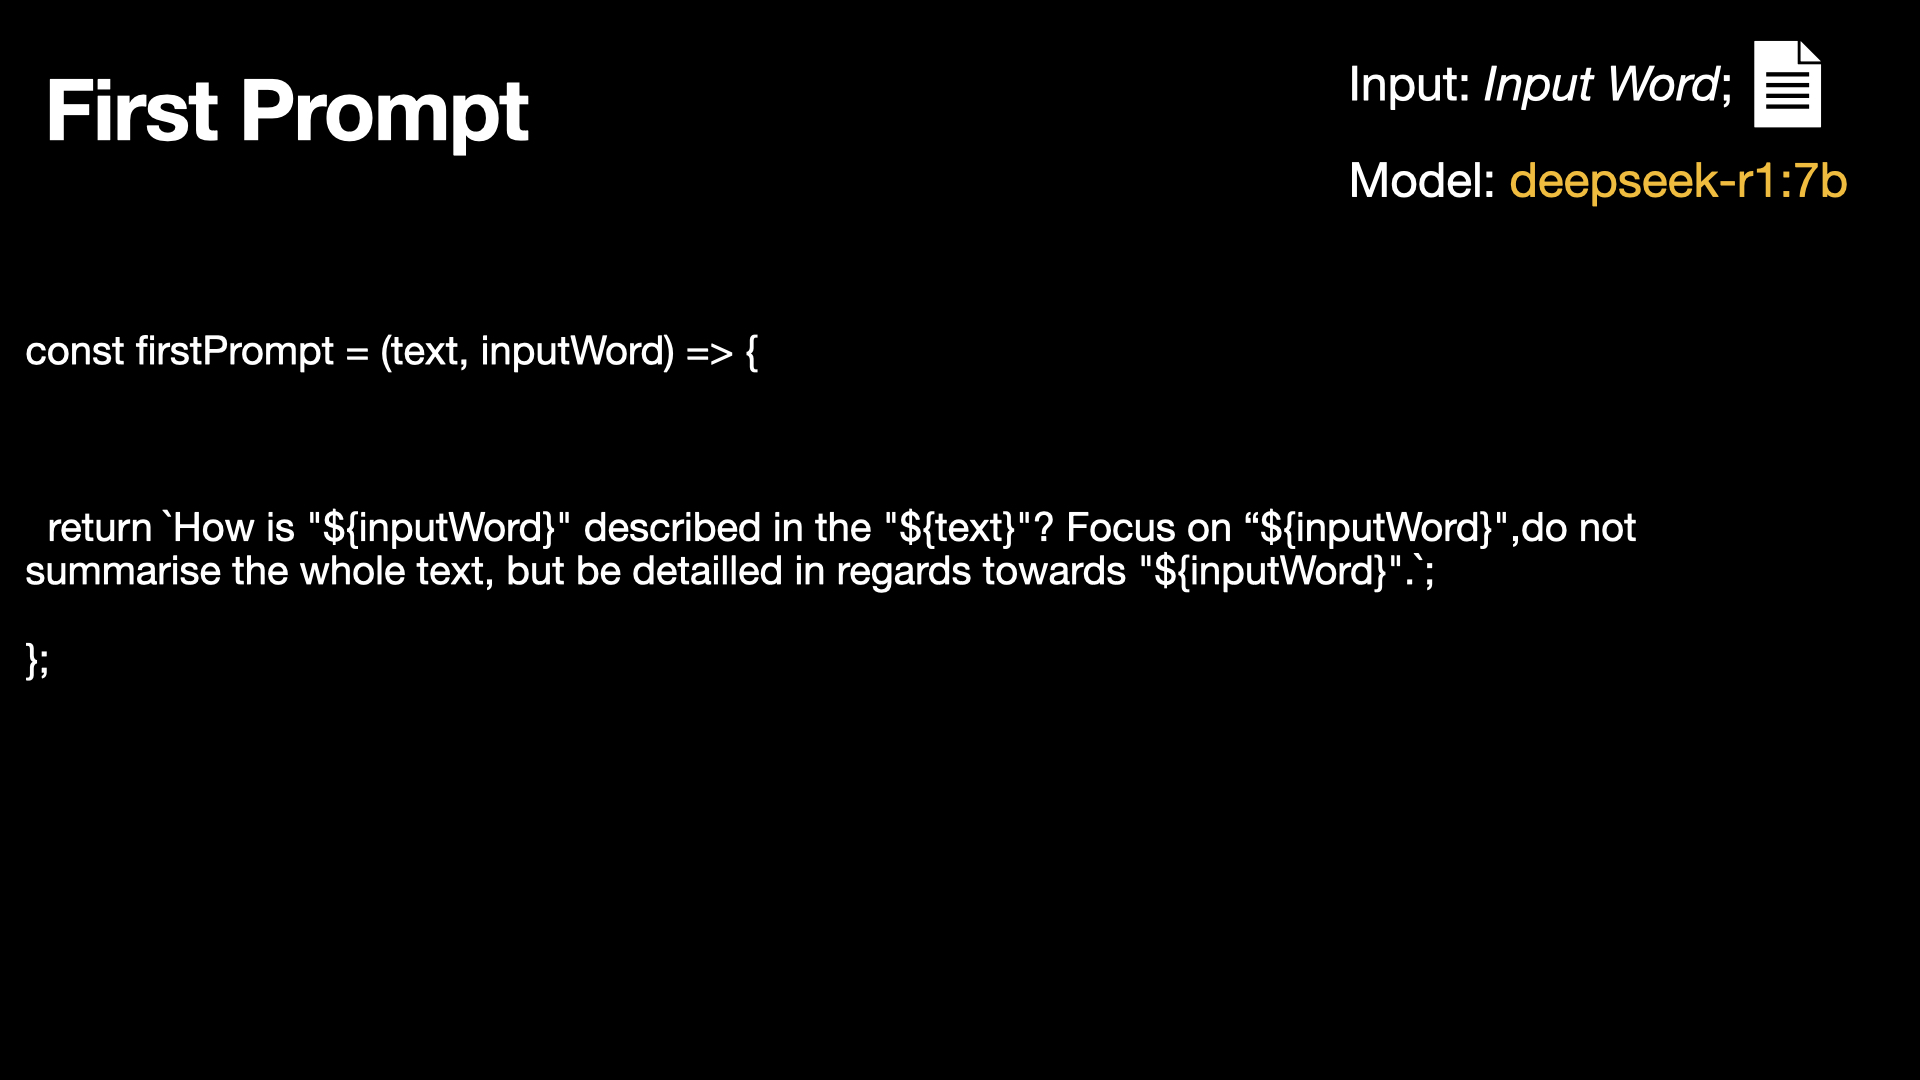 First Prompt
Input: Input Word;
Model: deepseek-r1:7b
const firstPrompt = (text, inputWord) => {
return `How is "${inputWord}" described in the "${text}"? Focus on “${inputWord}",do not
summarise the whole text, but be detailled in regards towards "${inputWord}".`;
};